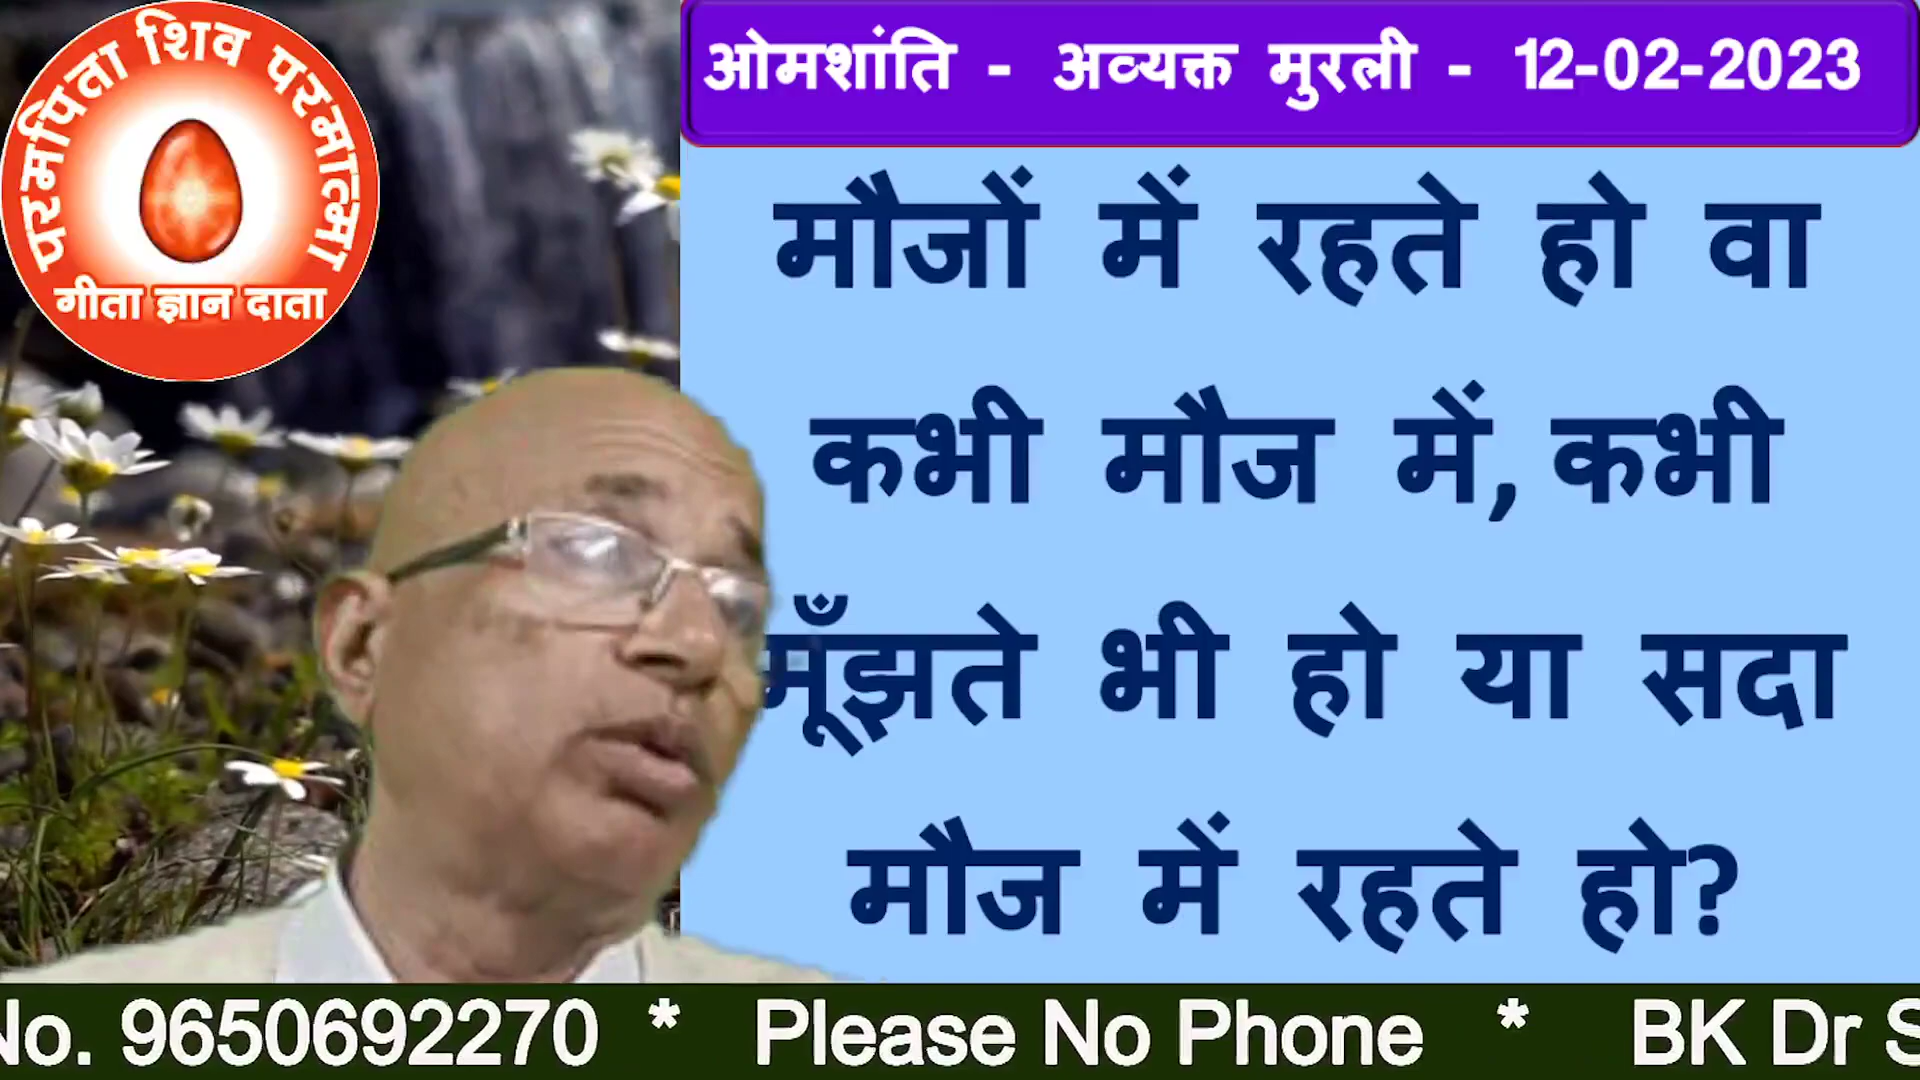 परमपिता शिव परमात्मा
गीता ज्ञान दाता
ओमशांति - अव्यक्त मुरली - 12-02-2023
मौजों में रहते हो वा
कभी मौज में, कभी
मूँझते भी हो या सदा
मौज में रहते हो?
No. 9650692270 * Please No Phone * BK Dr S